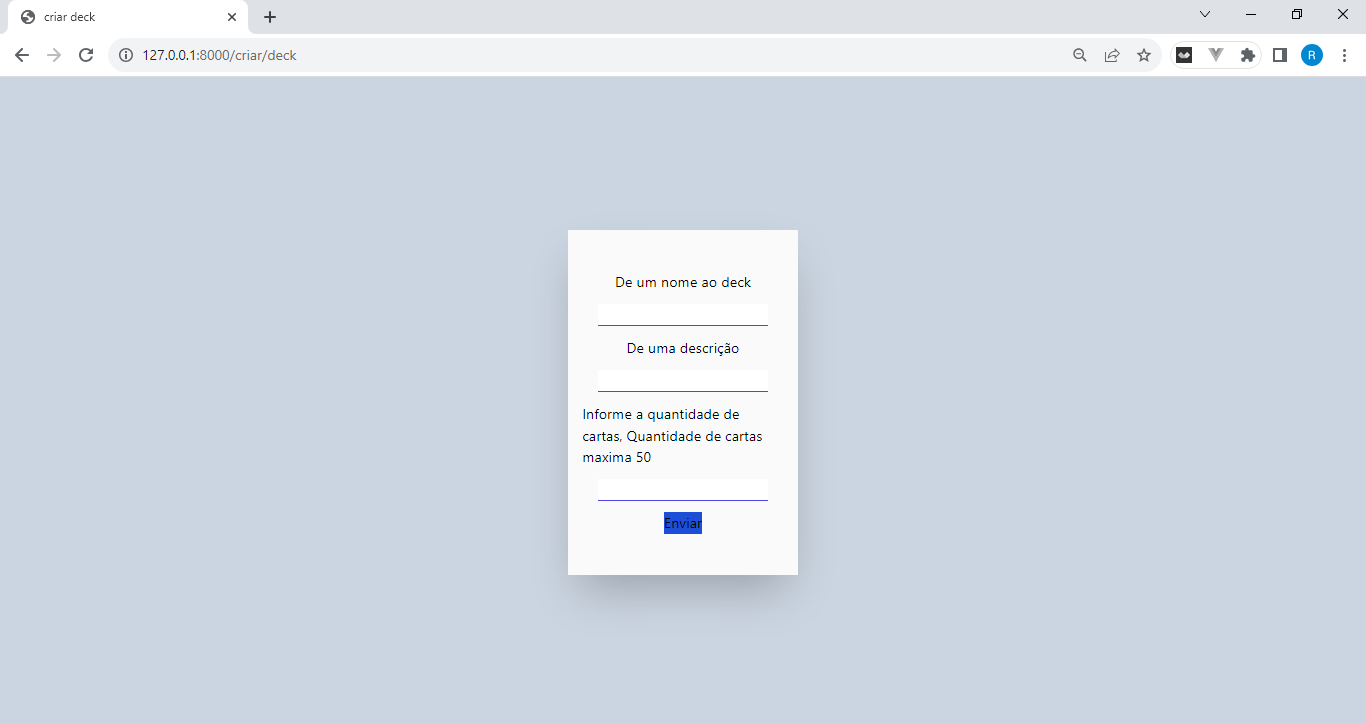 criar deck
127.0.0.1:8000/criar/deck
R
De um nome ao deck
De uma descrição
Informe a quantidade de
cartas, Quantidade de cartas
maxima 50
Enviar